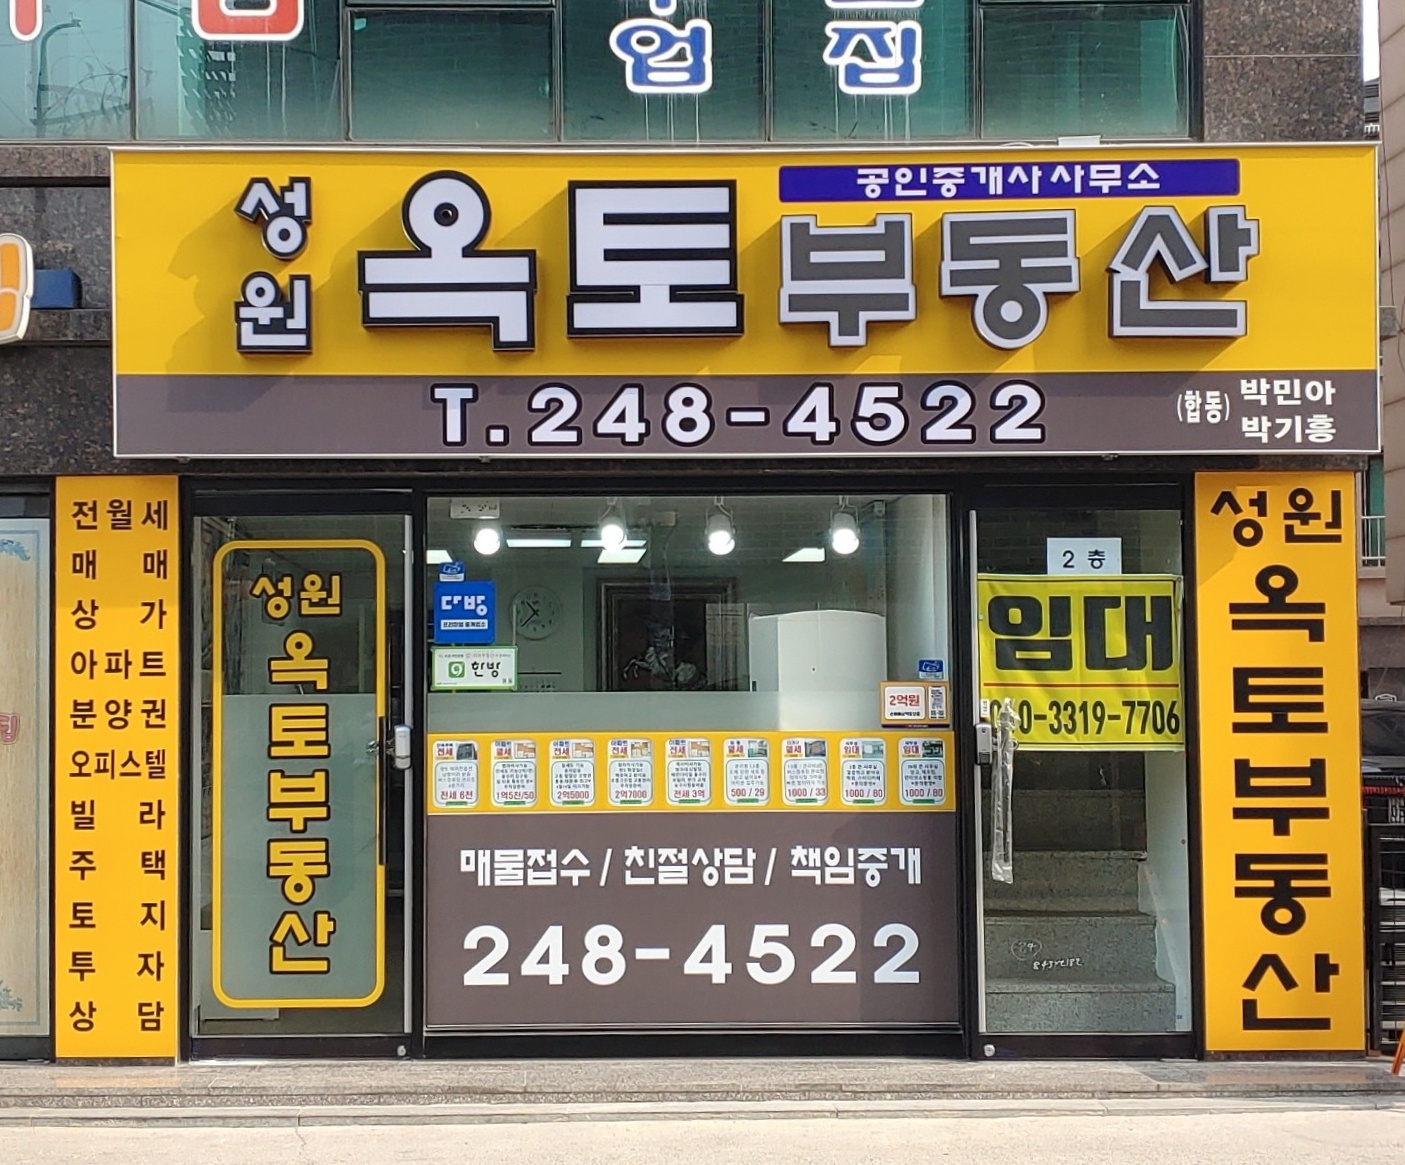 업 집
공인중개사사무소
성원 옥토부동산
T.248-4522
(합동) 박민아
박기흥
전월세
매매
상가
아파트
분양권
오피스텔
빌라
주택
토지
투자
상담
성원
옥토부동산
다방
한방
2억원
전세 월세 전세 전세 전세 월세 월세 임대 임대
전세 6천 1억5천/50 2억5000 2억7000 전세 3억 500 / 29 1000 / 33 1000 / 80 1000 / 80
매물접수 / 친절상담 / 책임중개
248-4522
2 층
임대
0-3319-7706
성원
옥토부동산